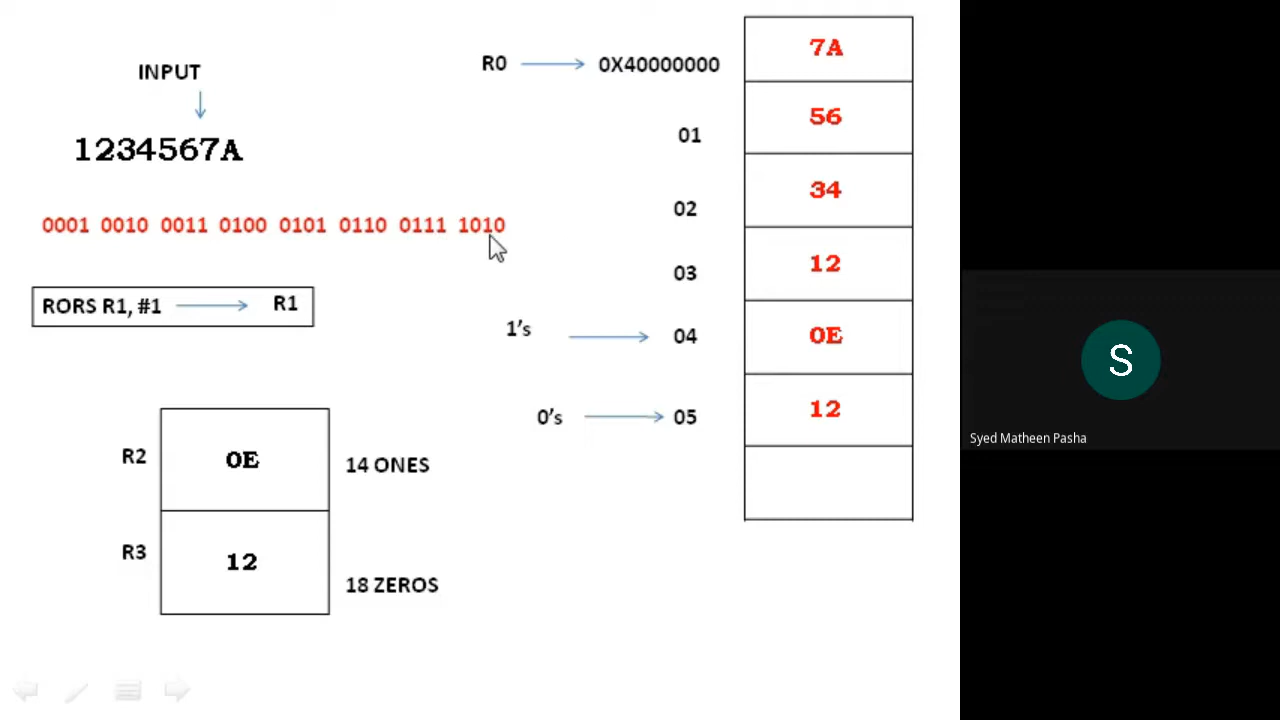 INPUT
1234567A
0001 0010 0011 0100 0101 0110 0111 1010
RORS R1, #1 R1
R2 0E 14 ONES
R3 12 18 ZEROS
R0 0X40000000 7A
01 56
02 34
03 12
1's 04 0E
0's 05 12
S
Syed Matheen Pasha